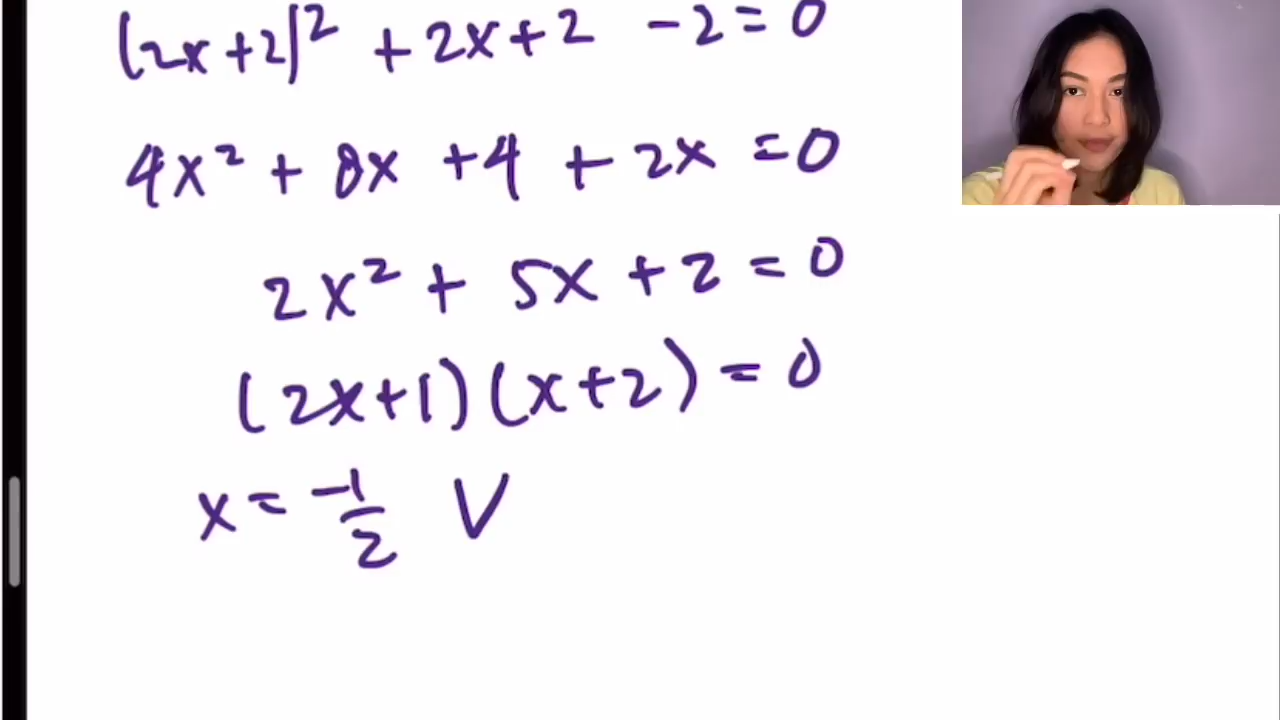 (2x+2)² + 2x+2 -2=0
4x² + 8x +4 + 2x =0
2x² + 5x +2 = 0
(2x+1)(x+2) = 0
x = -1/2 V